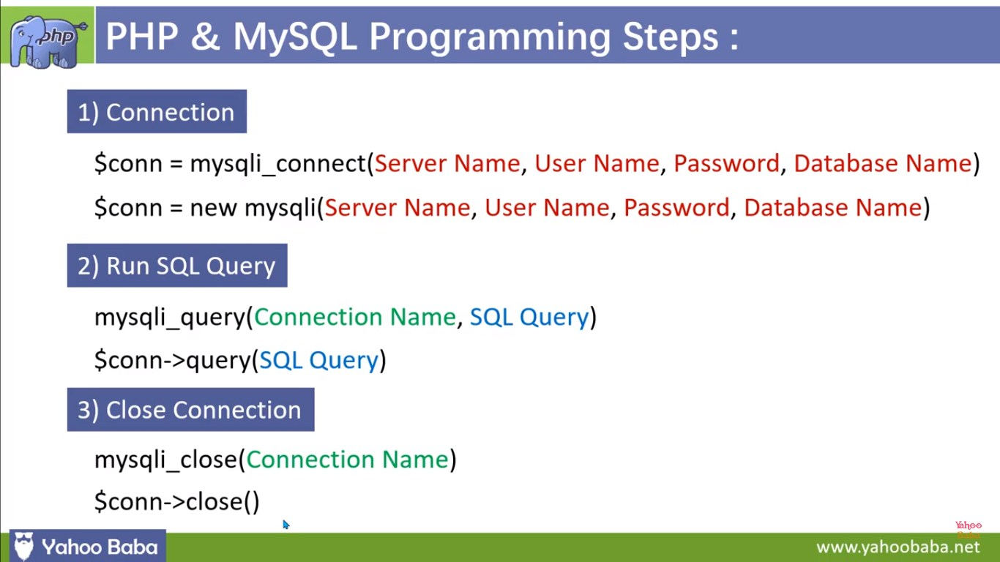 php
PHP & MySQL Programming Steps :
1) Connection
$conn = mysqli_connect(Server Name, User Name, Password, Database Name)
$conn = new mysqli(Server Name, User Name, Password, Database Name)
2) Run SQL Query
mysqli_query(Connection Name, SQL Query)
$conn->query(SQL Query)
3) Close Connection
mysqli_close(Connection Name)
$conn->close()
Yahoo
Baba
Yahoo Baba
www.yahoobaba.net